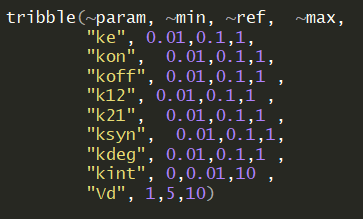 tribble(~param, ~min, ~ref,  ~max,
        "ke", 0.01,0.1,1,
        "kon",  0.01,0.1,1,
        "koff", 0.01,0.1,1 ,
        "k12", 0.01,0.1,1 ,
        "k21",  0.01,0.1,1 ,
        "ksyn",  0.01,0.1,1,
        "kdeg", 0.01,0.1,1 ,
        "kint", 0,0.01,10 ,
        "Vd", 1,5,10)